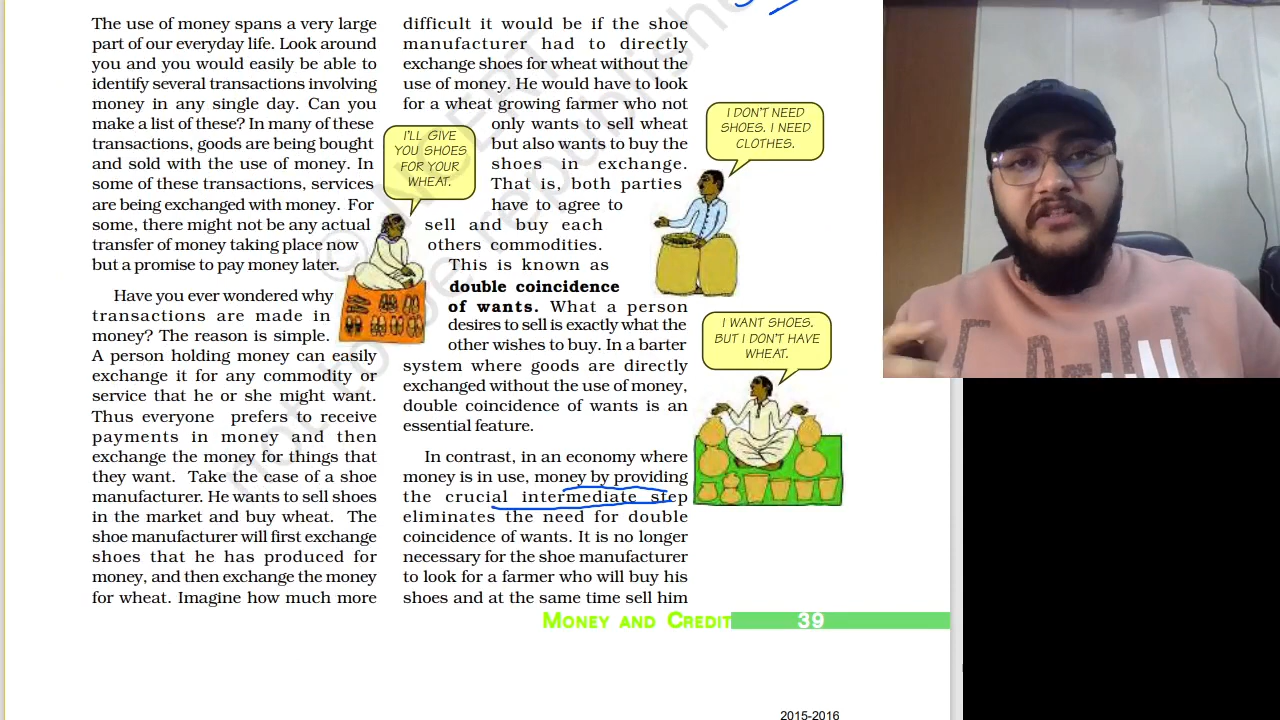 The use of money spans a very large
part of our everyday life. Look around
you and you would easily be able to
identify several transactions involving
money in any single day. Can you
make a list of these? In many of these
transactions, goods are being bought
and sold with the use of money. In
some of these transactions, services
are being exchanged with money. For
some, there might not be any actual
transfer of money taking place now
but a promise to pay money later.
Have you ever wondered why
transactions are made in
money? The reason is simple.
A person holding money can easily
exchange it for any commodity or
service that he or she might want.
Thus everyone prefers to receive
payments in money and then
exchange the money for things that
they want. Take the case of a shoe
manufacturer. He wants to sell shoes
in the market and buy wheat. The
shoe manufacturer will first exchange
shoes that he has produced for
money, and then exchange the money
for wheat. Imagine how much more
difficult it would be if the shoe
manufacturer had to directly
exchange shoes for wheat without the
use of money. He would have to look
for a wheat growing farmer who not
only wants to sell wheat
but also wants to buy the
shoes in exchange.
That is, both parties
have to agree to
sell and buy each
others commodities.
This is known as
double coincidence
of wants. What a person
desires to sell is exactly what the
other wishes to buy. In a barter
system where goods are directly
exchanged without the use of money,
double coincidence of wants is an
essential feature.
In contrast, in an economy where
money is in use, money by providing
the crucial intermediate step
eliminates the need for double
coincidence of wants. It is no longer
necessary for the shoe manufacturer
to look for a farmer who will buy his
shoes and at the same time sell him
I'LL GIVE
YOU SHOES
FOR YOUR
WHEAT.
I DON'T NEED
SHOES. I NEED
CLOTHES.
I WANT SHOES.
BUT I DON'T HAVE
WHEAT.
MONEY AND CREDIT 39
2015-2016
© NCERT
not to be republishe